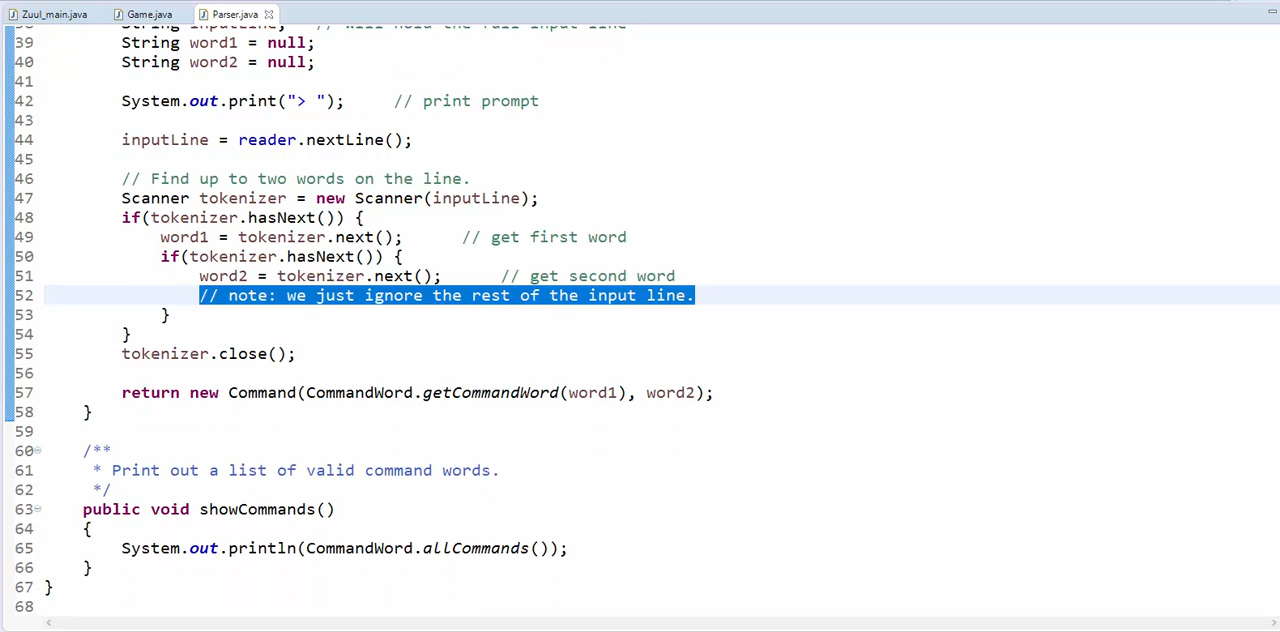 Zuul_main.java Game.java Parser.java
38 String inputLine; // will hold the full input line
39 String word1 = null;
40 String word2 = null;
41
42 System.out.print("> "); // print prompt
43
44 inputLine = reader.nextLine();
45
46 // Find up to two words on the line.
47 Scanner tokenizer = new Scanner(inputLine);
48 if(tokenizer.hasNext()) {
49 word1 = tokenizer.next(); // get first word
50 if(tokenizer.hasNext()) {
51 word2 = tokenizer.next(); // get second word
52 // note: we just ignore the rest of the input line.
53 }
54 }
55 tokenizer.close();
56
57 return new Command(CommandWord.getCommandWord(word1), word2);
58 }
59
60 /**
61 * Print out a list of valid command words.
62 */
63 public void showCommands()
64 {
65 System.out.println(CommandWord.allCommands());
66 }
67 }
68